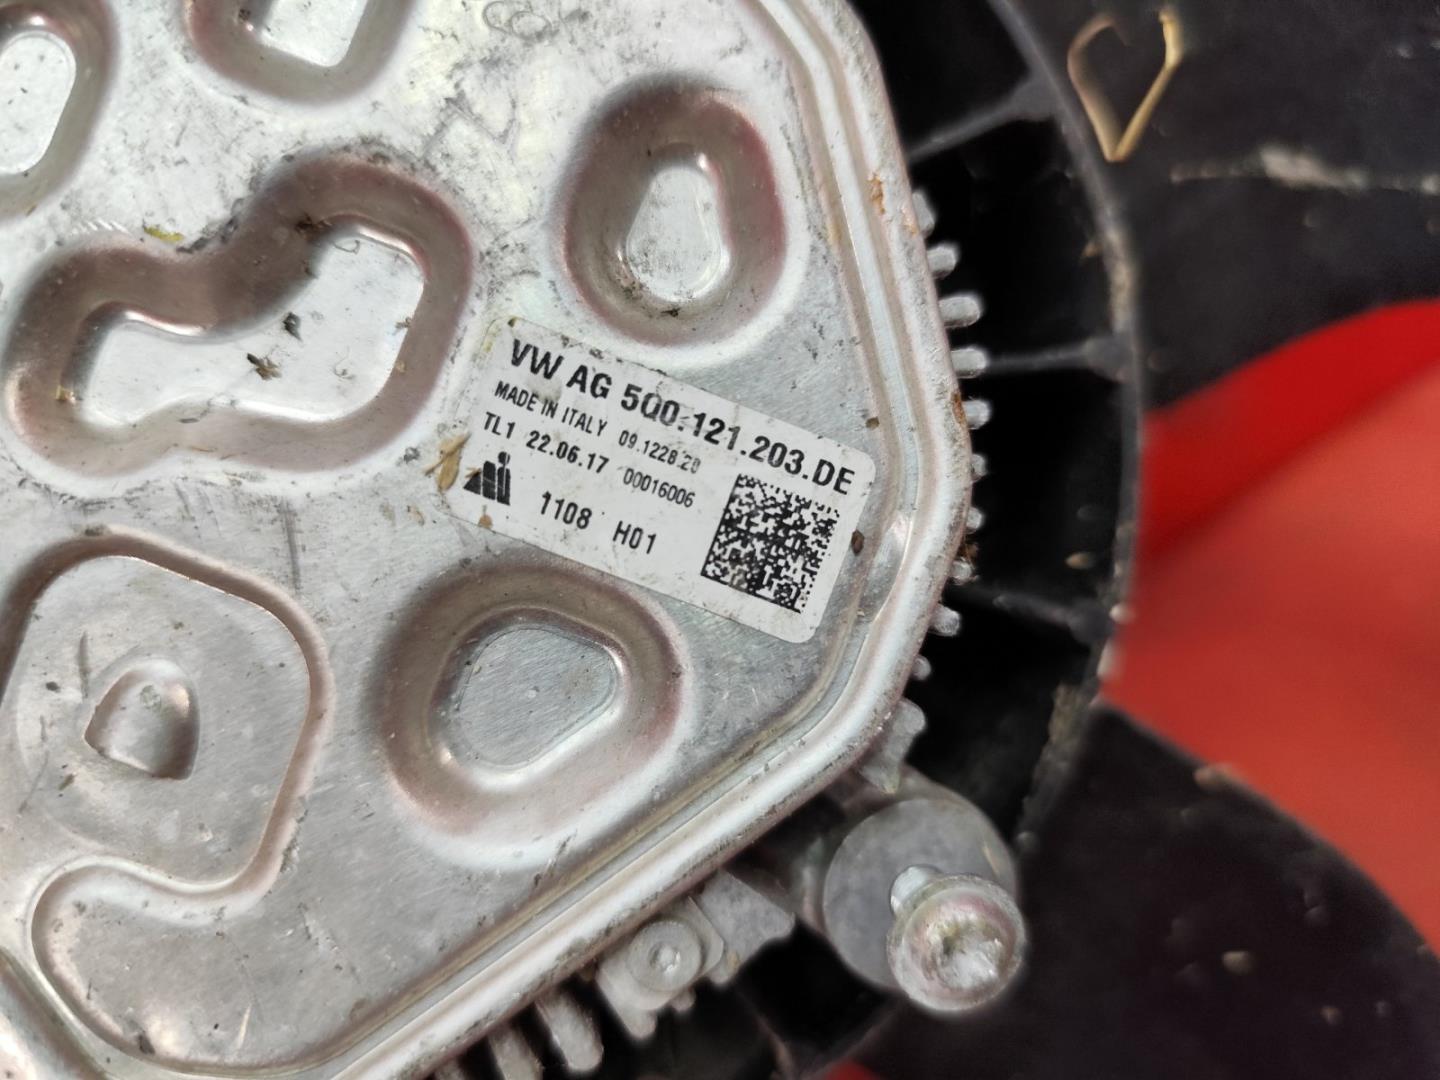 VW AG 5Q0.121.203.DE
MADE IN ITALY 09.1228.20
TL1 22.06.17 00016006
1108 H01